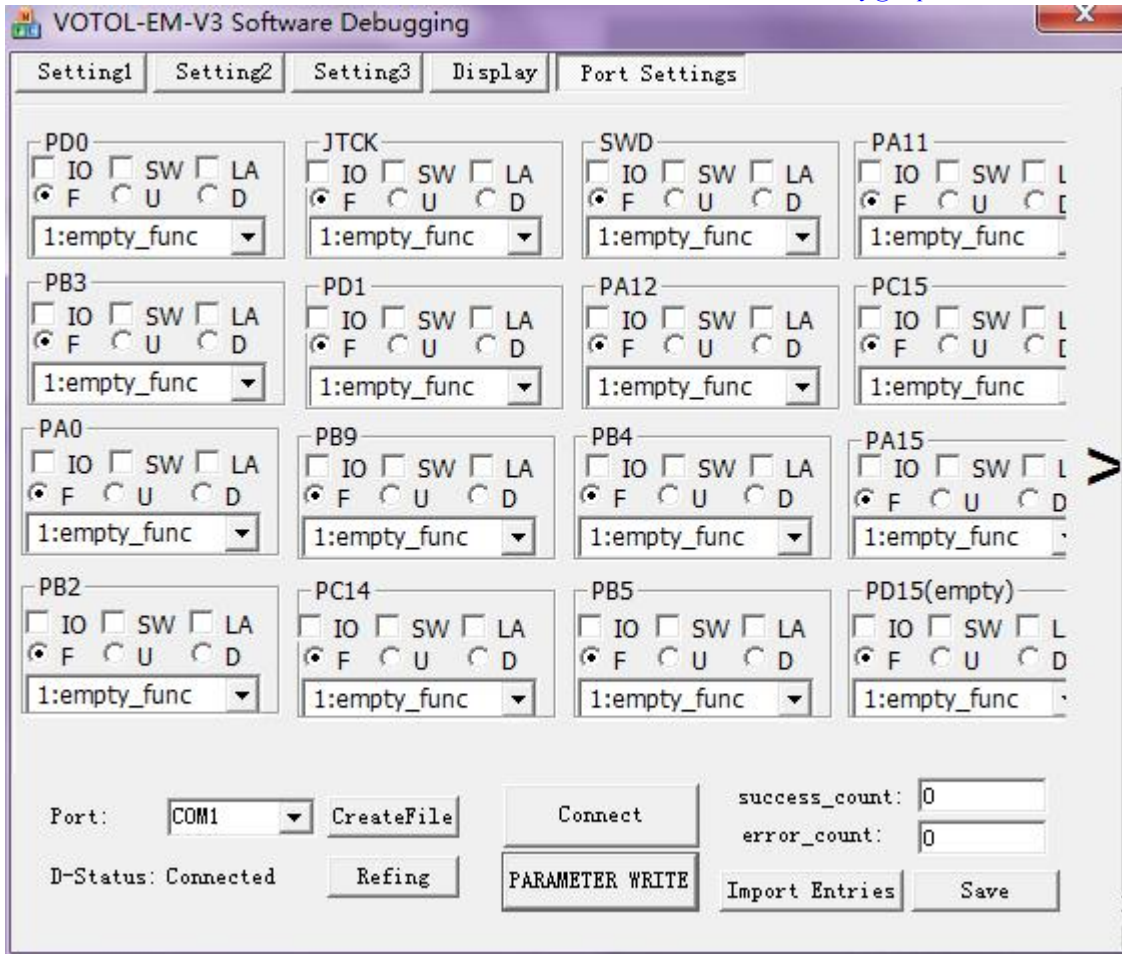 VOTOL-EM-V3 Software Debugging
Setting1 Setting2 Setting3 Display Port Settings
PD0 JTCK SWD PA11
IO SW LA IO SW LA IO SW LA IO SW L
F U D F U D F U D F U D
1:empty_func 1:empty_func 1:empty_func 1:empty_func
PB3 PD1 PA12 PC15
IO SW LA IO SW LA IO SW LA IO SW L
F U D F U D F U D F U D
1:empty_func 1:empty_func 1:empty_func 1:empty_func
PA0 PB9 PB4 PA15
IO SW LA IO SW LA IO SW LA IO SW L
F U D F U D F U D F U D
1:empty_func 1:empty_func 1:empty_func 1:empty_func
>
PB2 PC14 PB5 PD15(empty)
IO SW LA IO SW LA IO SW LA IO SW L
F U D F U D F U D F U D
1:empty_func 1:empty_func 1:empty_func 1:empty_func
Port: COM1 CreateFile Connect success_count: 0
error_count: 0
D-Status: Connected Refing PARAMETER WRITE Import Entries Save